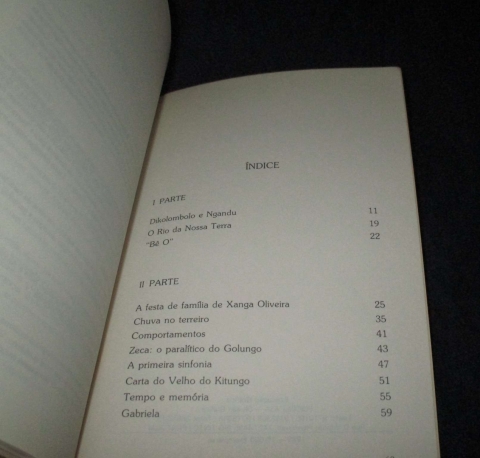 ÍNDICE
I PARTE
Dikolombolo e Ngandu 11
O Rio da Nossa Terra 19
"Bê O" 22
II PARTE
A festa de família de Xanga Oliveira 25
Chuva no terreiro 35
Comportamentos 41
Zeca: o paralítico do Golungo 43
A primeira sinfonia 47
Carta do Velho do Kitungo 51
Tempo e memória 55
Gabriela 59